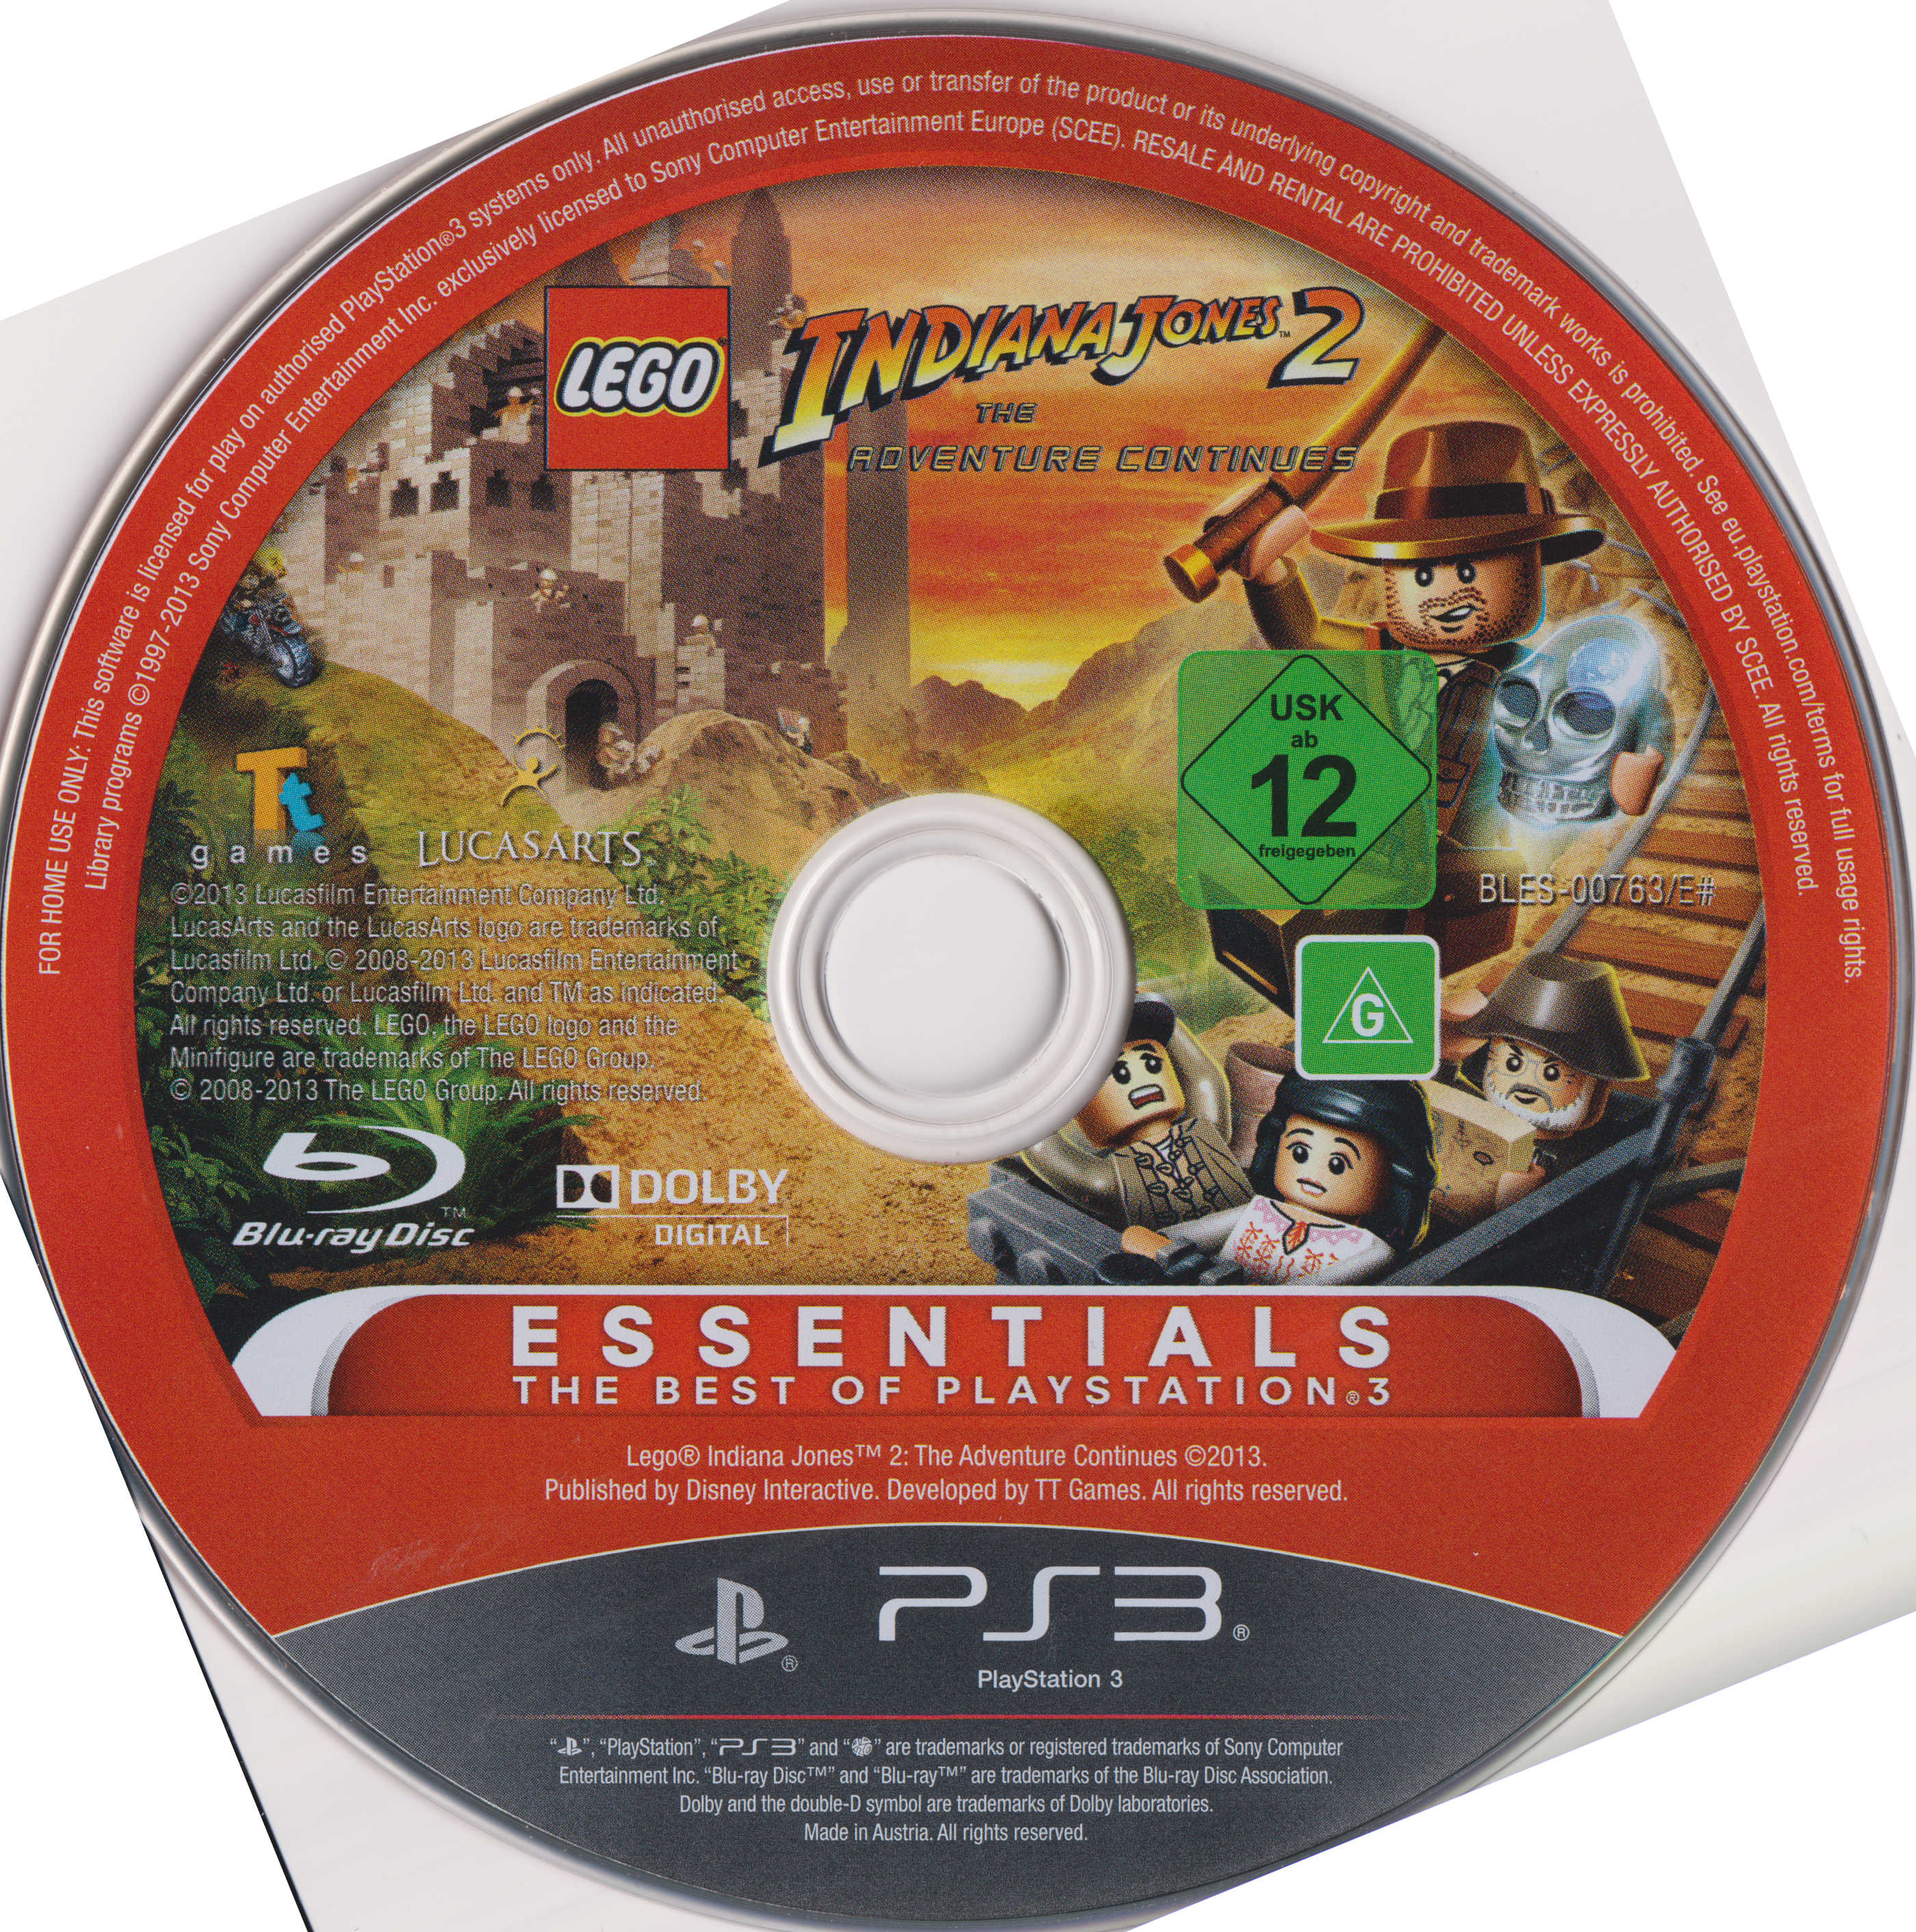 FOR HOME USE ONLY: This software is licensed for play on authorised PlayStation®3 systems only. All unauthorised access, use or transfer of the product or its underlying copyright and trademark works is prohibited. See eu.playstation.com/terms for full usage rights.
Library programs ©1997-2013 Sony Computer Entertainment Inc. exclusively licensed to Sony Computer Entertainment Europe (SCEE). RESALE AND RENTAL ARE PROHIBITED UNLESS EXPRESSLY AUTHORISED BY SCEE. All rights reserved.
LEGO
INDIANA JONES™ 2
THE
ADVENTURE CONTINUES
USK
ab
12
freigegeben
Tt
games
LUCASARTS
BLES-00763/E#
G
©2013 Lucasfilm Entertainment Company Ltd.
LucasArts and the LucasArts logo are trademarks of
Lucasfilm Ltd. © 2008-2013 Lucasfilm Entertainment
Company Ltd. or Lucasfilm Ltd. and TM as indicated.
All rights reserved. LEGO, the LEGO logo and the
Minifigure are trademarks of The LEGO Group.
© 2008-2013 The LEGO Group. All rights reserved.
Blu-ray Disc™
DOLBY
DIGITAL
ESSENTIALS
THE BEST OF PLAYSTATION®3
Lego® Indiana Jones™ 2: The Adventure Continues ©2013.
Published by Disney Interactive. Developed by TT Games. All rights reserved.
PS3®
PlayStation 3
“ ”, “PlayStation”, “PS3” and “ ” are trademarks or registered trademarks of Sony Computer
Entertainment Inc. “Blu-ray Disc™” and “Blu-ray™” are trademarks of the Blu-ray Disc Association.
Dolby and the double-D symbol are trademarks of Dolby laboratories.
Made in Austria. All rights reserved.